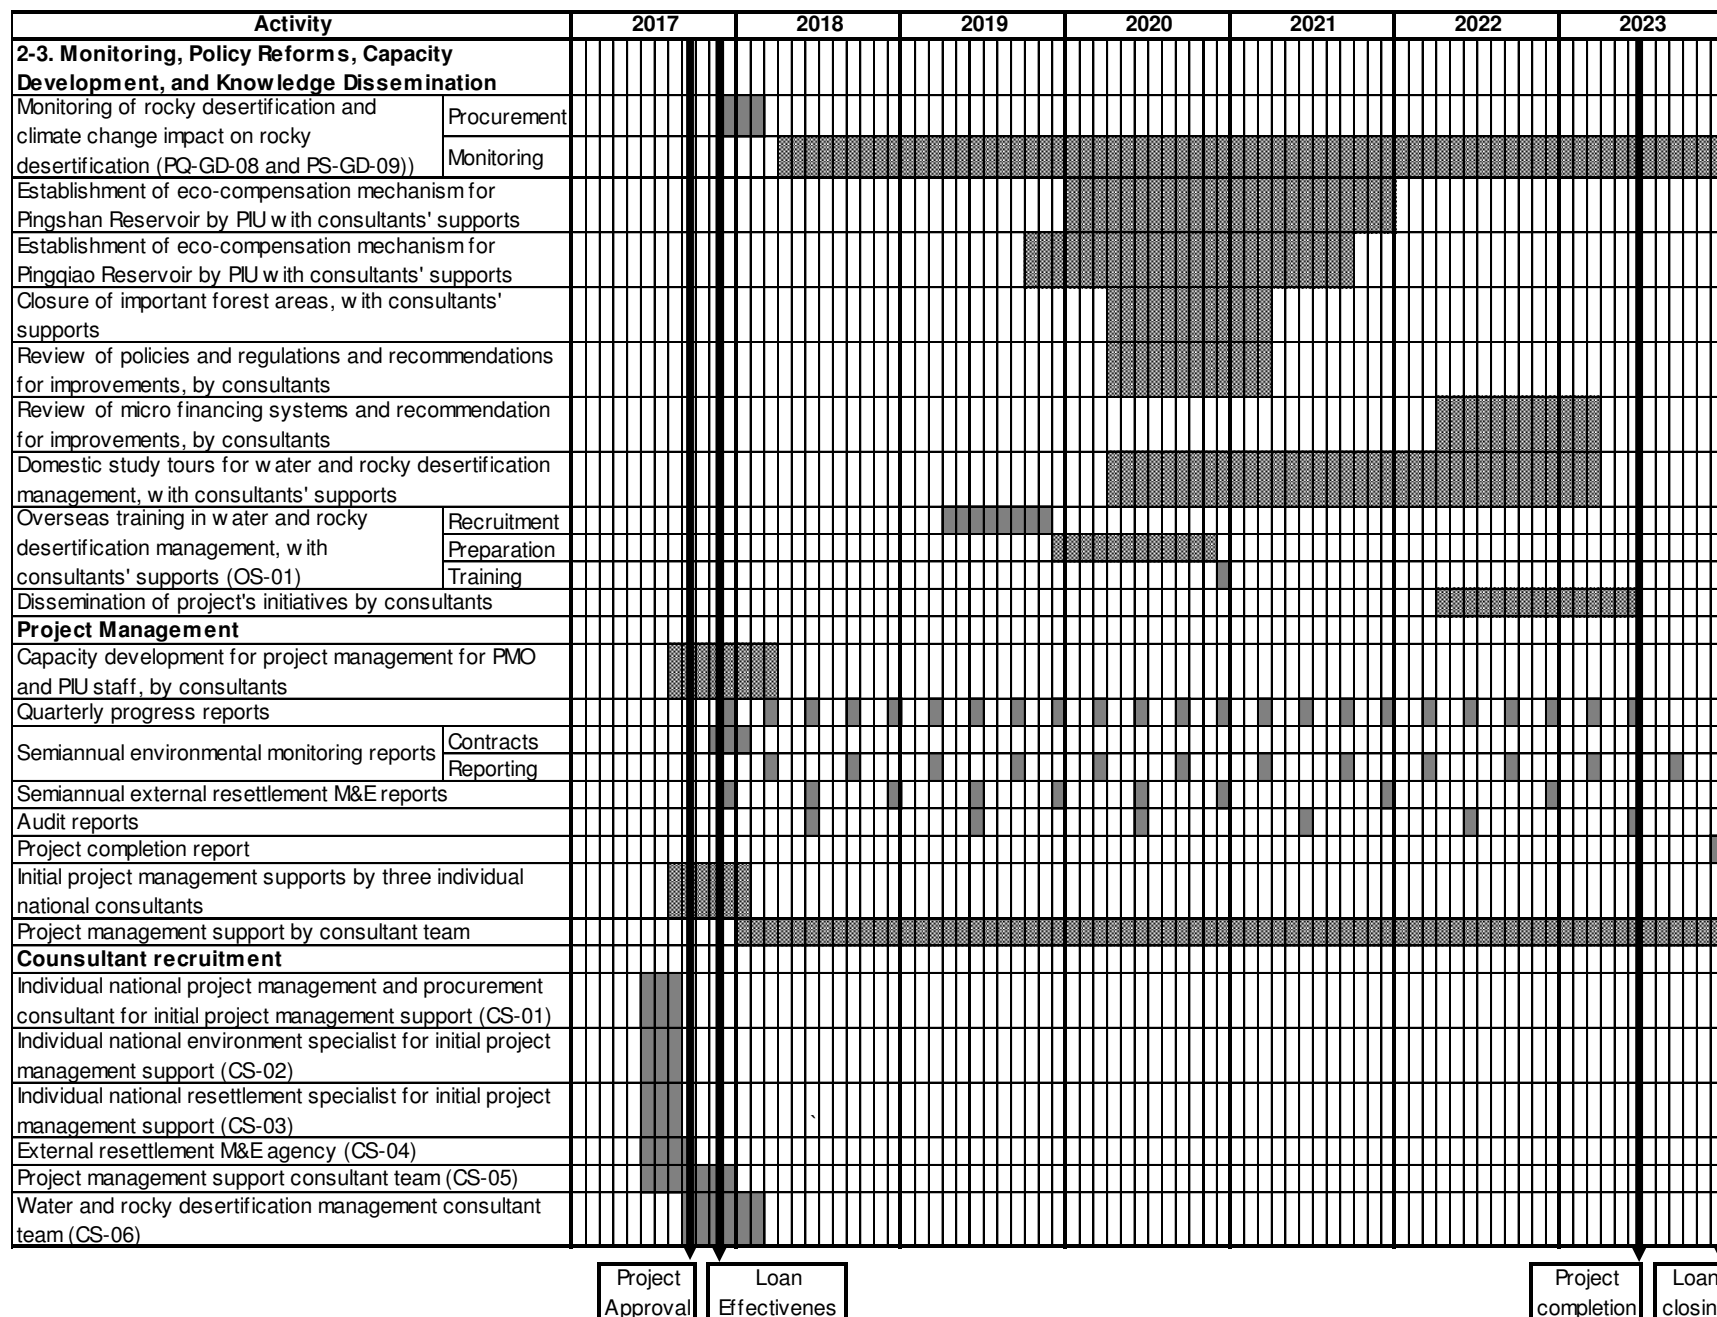 Activity 2017 2018 2019 2020 2021 2022 2023
2-3. Monitoring, Policy Reforms, Capacity
Development, and Knowledge Dissemination
Monitoring of rocky desertification and
climate change impact on rocky
desertification (PQ-GD-08 and PS-GD-09))
Procurement
Monitoring
Establishment of eco-compensation mechanism for
Pingshan Reservoir by PIU with consultants' supports
Establishment of eco-compensation mechanism for
Pingqiao Reservoir by PIU with consultants' supports
Closure of important forest areas, with consultants'
supports
Review of policies and regulations and recommendations
for improvements, by consultants
Review of micro financing systems and recommendation
for improvements, by consultants
Domestic study tours for water and rocky desertification
management, with consultants' supports
Overseas training in water and rocky
desertification management, with
consultants' supports (OS-01)
Recruitment
Preparation
Training
Dissemination of project's initiatives by consultants
Project Management
Capacity development for project management for PMO
and PIU staff, by consultants
Quarterly progress reports
Semiannual environmental monitoring reports
Contracts
Reporting
Semiannual external resettlement M&E reports
Audit reports
Project completion report
Initial project management supports by three individual
national consultants
Project management support by consultant team
Counsultant recruitment
Individual national project management and procurement
consultant for initial project management support (CS-01)
Individual national environment specialist for initial project
management support (CS-02)
Individual national resettlement specialist for initial project
management support (CS-03)
`
External resettlement M&E agency (CS-04)
Project management support consultant team (CS-05)
Water and rocky desertification management consultant
team (CS-06)
Project
Approval
Loan
Effectivenes
Project
completion
Loan
closin